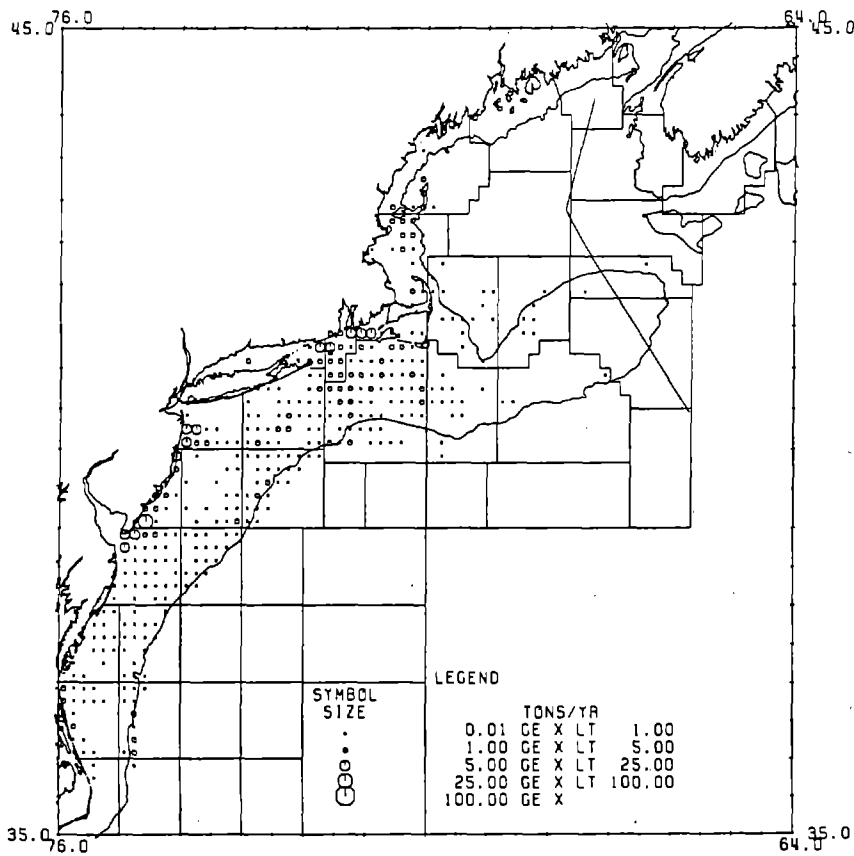 76.0 64.0
45.0 45.0
LEGEND
SYMBOL
SIZE
TONS/YR
0.01 GE X LT 1.00
1.00 GE X LT 5.00
5.00 GE X LT 25.00
25.00 GE X LT 100.00
100.00 GE X
35.0 35.0
76.0 64.0